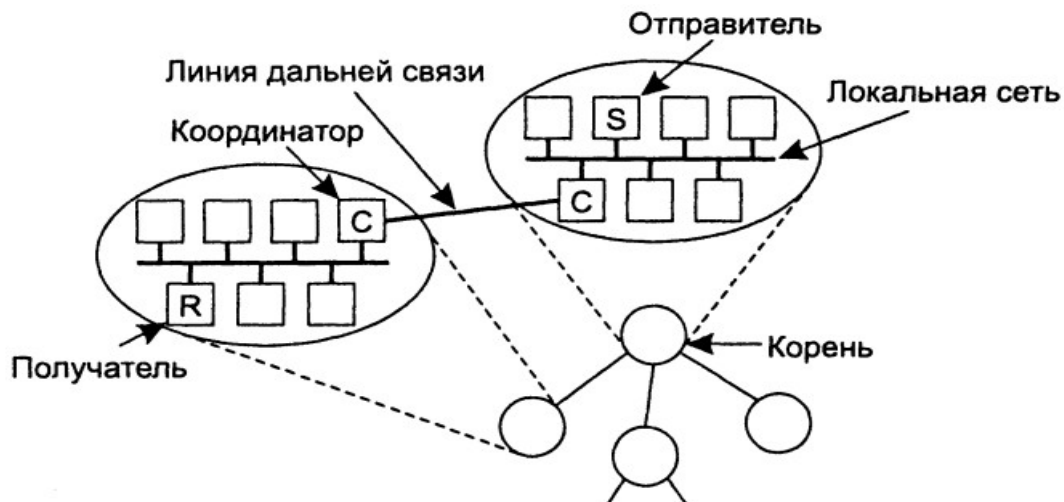 Отправитель
Линия дальней связи
Локальная сеть
Координатор
S
C
C
R
Получатель
Корень